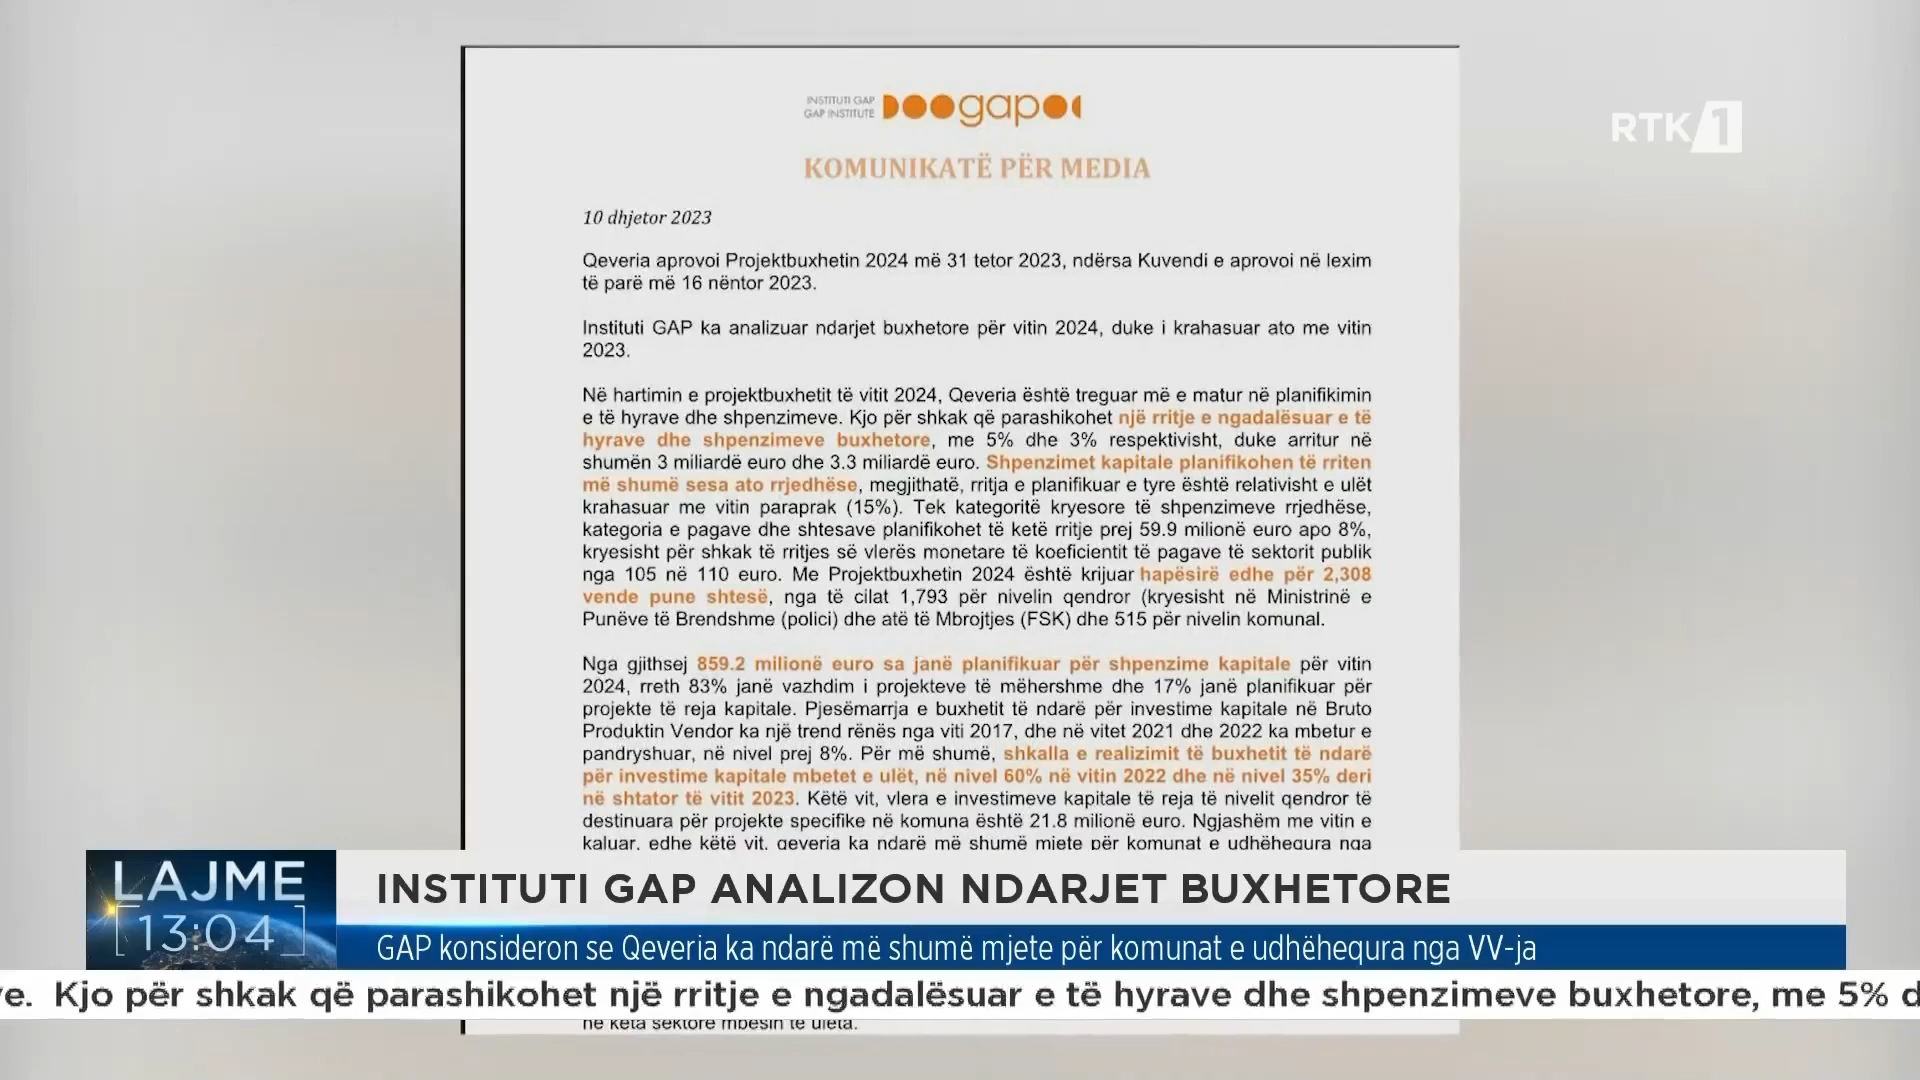 INSTITUTI GAP
GAP INSTITUTE
gap
RTK 1
KOMUNIKATË PËR MEDIA
10 dhjetor 2023
Qeveria aprovoi Projektbuxhetin 2024 më 31 tetor 2023, ndërsa Kuvendi e aprovoi në lexim
të parë më 16 nëntor 2023.
Instituti GAP ka analizuar ndarjet buxhetore për vitin 2024, duke i krahasuar ato me vitin
2023.
Në hartimin e projektbuxhetit të vitit 2024, Qeveria është treguar më e matur në planifikimin
e të hyrave dhe shpenzimeve. Kjo për shkak që parashikohet një rritje e ngadalësuar e të
hyrave dhe shpenzimeve buxhetore, me 5% dhe 3% respektivisht, duke arritur në
shumën 3 miliardë euro dhe 3.3 miliardë euro. Shpenzimet kapitale planifikohen të rriten
më shumë sesa ato rrjedhëse, megjithatë, rritja e planifikuar e tyre është relativisht e ulët
krahasuar me vitin paraprak (15%). Tek kategoritë kryesore të shpenzimeve rrjedhëse,
kategoria e pagave dhe shtesave planifikohet të ketë rritje prej 59.9 milionë euro apo 8%,
kryesisht për shkak të rritjes së vlerës monetare të koeficientit të pagave të sektorit publik
nga 105 në 110 euro. Me Projektbuxhetin 2024 është krijuar hapësirë edhe për 2,308
vende pune shtesë, nga të cilat 1,793 për nivelin qendror (kryesisht në Ministrinë e
Punëve të Brendshme (polici) dhe atë të Mbrojtjes (FSK) dhe 515 për nivelin komunal.
Nga gjithsej 859.2 milionë euro sa janë planifikuar për shpenzime kapitale për vitin
2024, rreth 83% janë vazhdim i projekteve të mëhershme dhe 17% janë planifikuar për
projekte të reja kapitale. Pjesëmarrja e buxhetit të ndarë për investime kapitale në Bruto
Produktin Vendor ka një trend rënës nga viti 2017, dhe në vitet 2021 dhe 2022 ka mbetur e
pandryshuar, në nivel prej 8%. Për më shumë, shkalla e realizimit të buxhetit të ndarë
për investime kapitale mbetet e ulët, në nivel 60% në vitin 2022 dhe në nivel 35% deri
në shtator të vitit 2023. Këtë vit, vlera e investimeve kapitale të reja të nivelit qendror të
destinuara për projekte specifike në komuna është 21.8 milionë euro. Ngjashëm me vitin e
kaluar, edhe këtë vit, qeveria ka ndarë më shumë mjete për komunat e udhëhequra nga
LAJME
13:04
INSTITUTI GAP ANALIZON NDARJET BUXHETORE
GAP konsideron se Qeveria ka ndarë më shumë mjete për komunat e udhëhequra nga VV-ja
ve. Kjo për shkak që parashikohet një rritje e ngadalësuar e të hyrave dhe shpenzimeve buxhetore, me 5% d
në këta sektorë mbesin të ulëta.